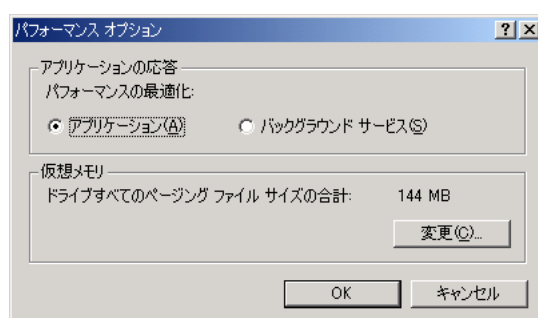 パフォーマンス オプション
アプリケーションの応答
パフォーマンスの最適化:
アプリケーション(A) バックグラウンド サービス(S)
仮想メモリ
ドライブすべてのページング ファイル サイズの合計: 144 MB
変更(C)...
OK キャンセル